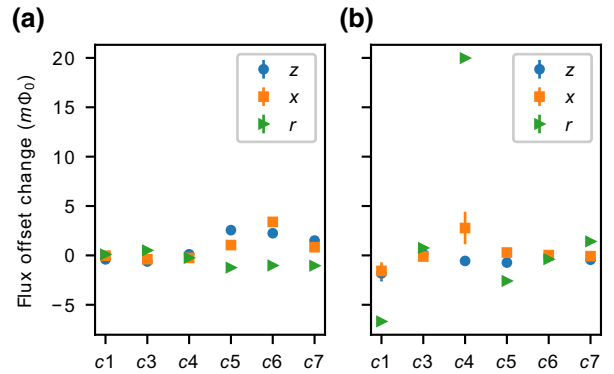 (a)
(b)
Flux offset change (mΦ₀)
20
15
10
5
0
−5
z
x
r
z
x
r
c1 c3 c4 c5 c6 c7
c1 c3 c4 c5 c6 c7